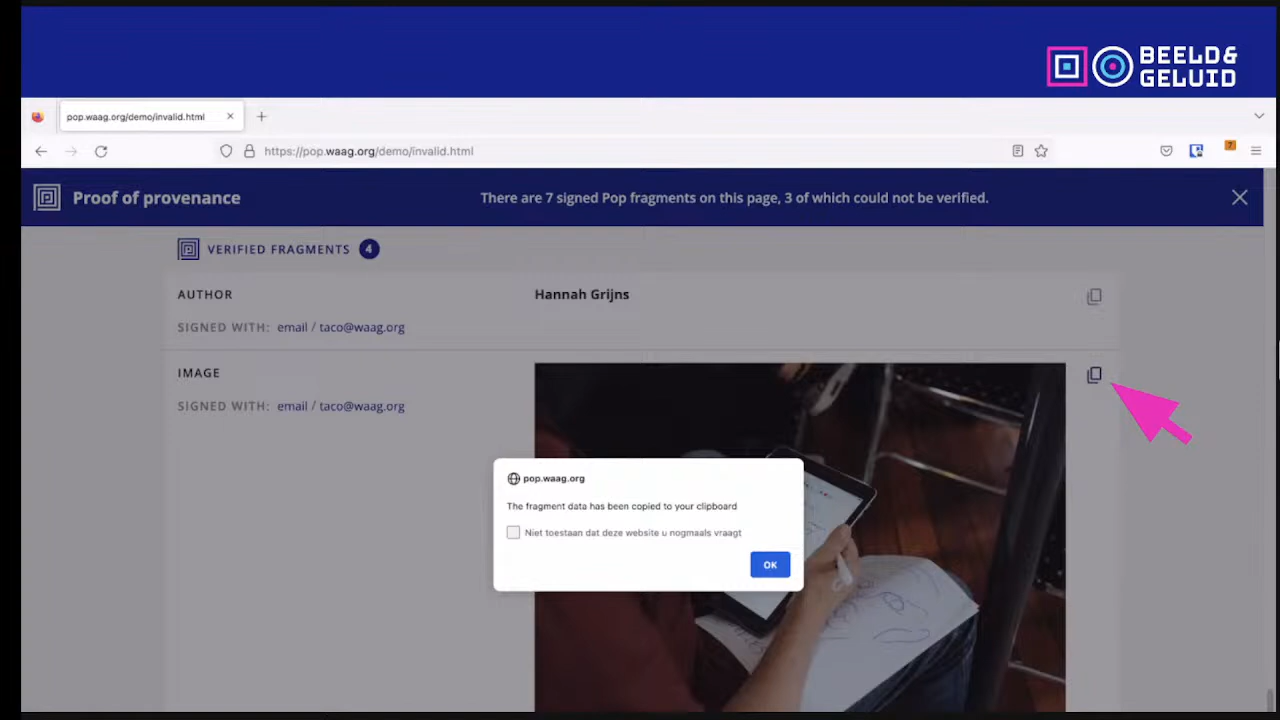 BEELD&
GELUID
pop.waag.org/demo/invalid.html
https://pop.waag.org/demo/invalid.html
7
Proof of provenance
There are 7 signed Pop fragments on this page, 3 of which could not be verified.
VERIFIED FRAGMENTS 4
AUTHOR
Hannah Grijns
SIGNED WITH: email / taco@waag.org
IMAGE
SIGNED WITH: email / taco@waag.org
pop.waag.org
The fragment data has been copied to your clipboard
Niet toestaan dat deze website u nogmaals vraagt
OK